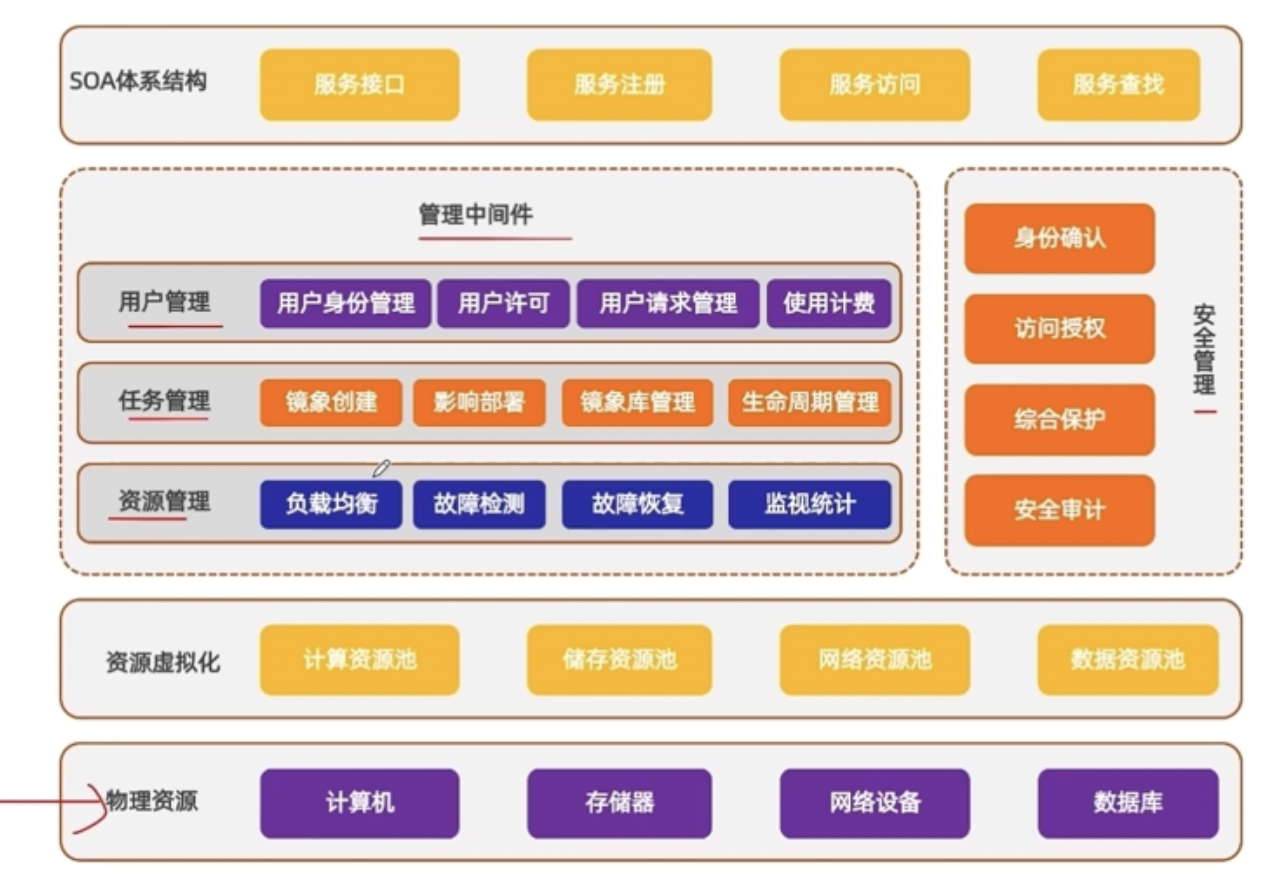 SOA体系结构
服务接口
服务注册
服务访问
服务查找
管理中间件
用户管理
用户身份管理
用户许可
用户请求管理
使用计费
任务管理
镜象创建
影响部署
镜象库管理
生命周期管理
资源管理
负载均衡
故障检测
故障恢复
监视统计
身份确认
访问授权
综合保护
安全审计
安全管理
资源虚拟化
计算资源池
储存资源池
网络资源池
数据资源池
物理资源
计算机
存储器
网络设备
数据库